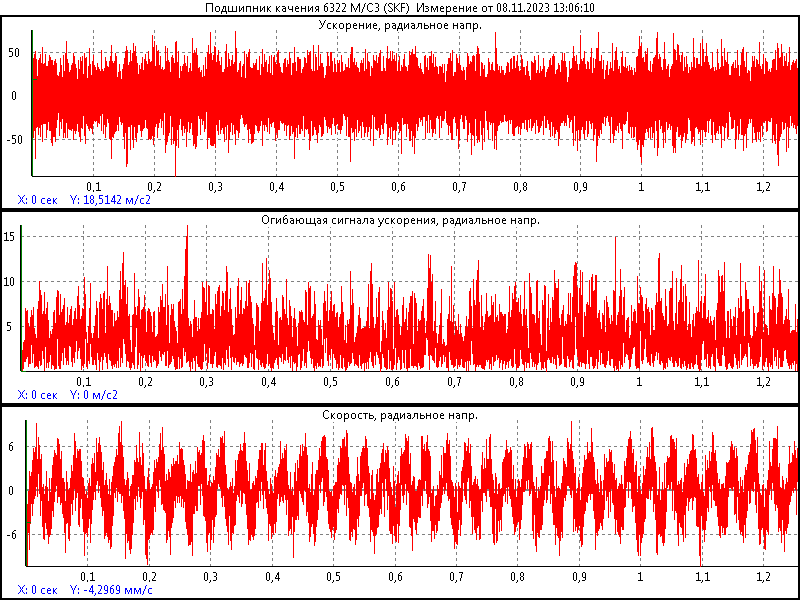 Подшипник качения 6322 М/С3 (SKF) Измерение от 08.11.2023 13:06:10
Ускорение, радиальное напр.
50
0
-50
0,1 0,2 0,3 0,4 0,5 0,6 0,7 0,8 0,9 1 1,1 1,2
X: 0 сек Y: 18,5142 м/с2
Огибающая сигнала ускорения, радиальное напр.
15
10
5
0,1 0,2 0,3 0,4 0,5 0,6 0,7 0,8 0,9 1 1,1 1,2
X: 0 сек Y: 0 м/с2
Скорость, радиальное напр.
6
0
-6
0,1 0,2 0,3 0,4 0,5 0,6 0,7 0,8 0,9 1 1,1 1,2
X: 0 сек Y: -4,2969 мм/с